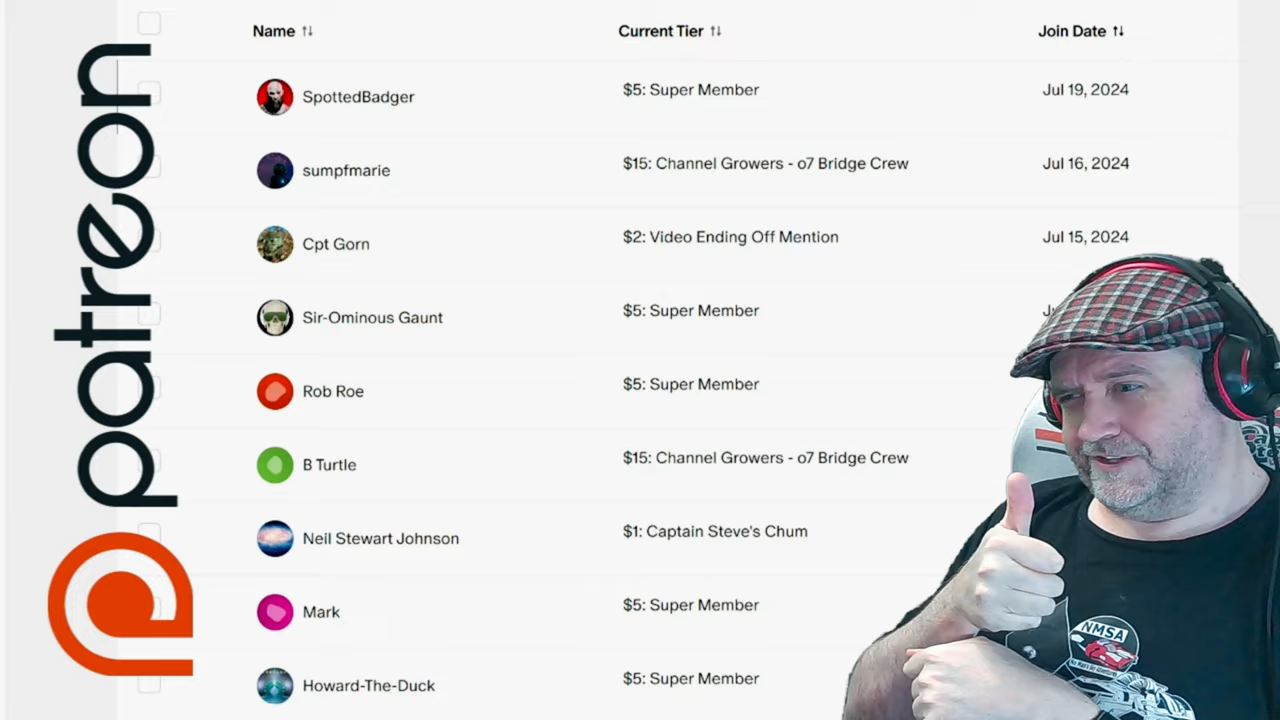 patreon
Name ↑↓ Current Tier ↑↓ Join Date ↑↓
SpottedBadger $5: Super Member Jul 19, 2024
sumpfmarie $15: Channel Growers - o7 Bridge Crew Jul 16, 2024
Cpt Gorn $2: Video Ending Off Mention Jul 15, 2024
Sir-Ominous Gaunt $5: Super Member
Rob Roe $5: Super Member
B Turtle $15: Channel Growers - o7 Bridge Crew
Neil Stewart Johnson $1: Captain Steve's Chum
Mark $5: Super Member
Howard-The-Duck $5: Super Member
NMSA